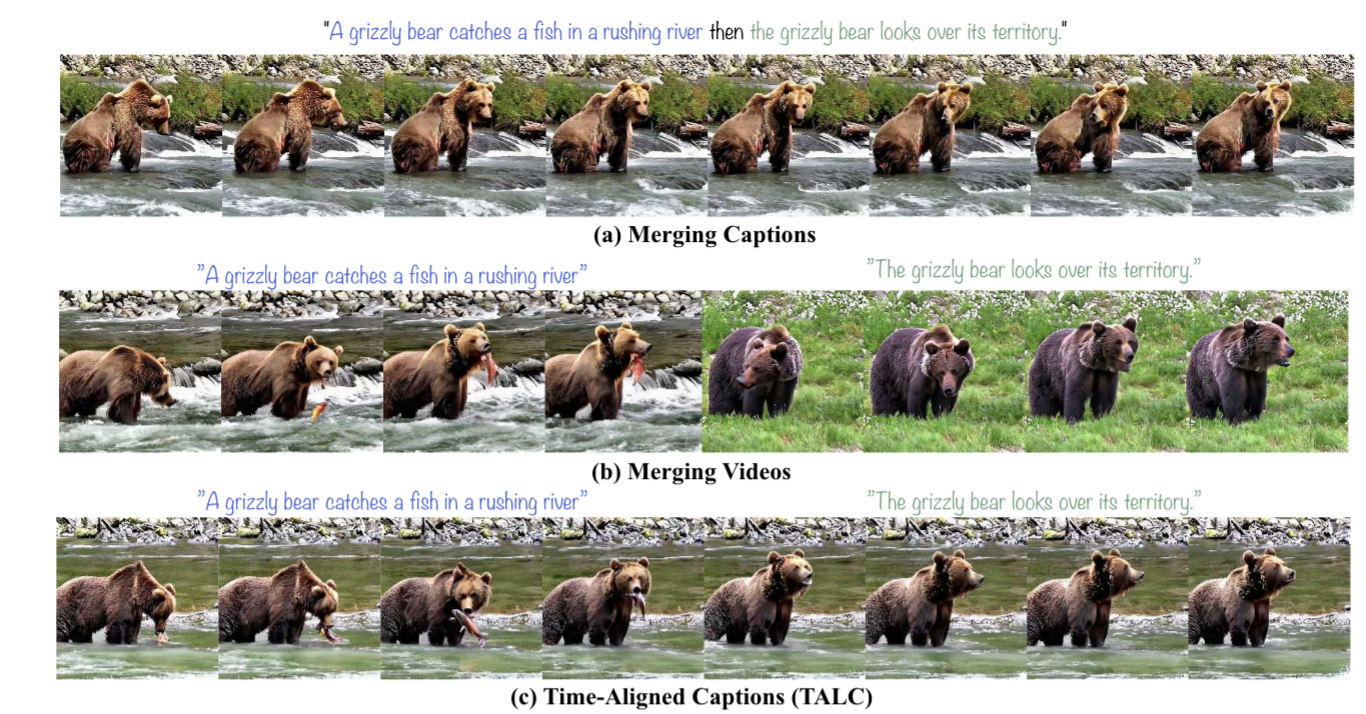 "A grizzly bear catches a fish in a rushing river then the grizzly bear looks over its territory."
(a) Merging Captions
”A grizzly bear catches a fish in a rushing river”
”The grizzly bear looks over its territory.”
(b) Merging Videos
”A grizzly bear catches a fish in a rushing river”
”The grizzly bear looks over its territory.”
(c) Time-Aligned Captions (TALC)